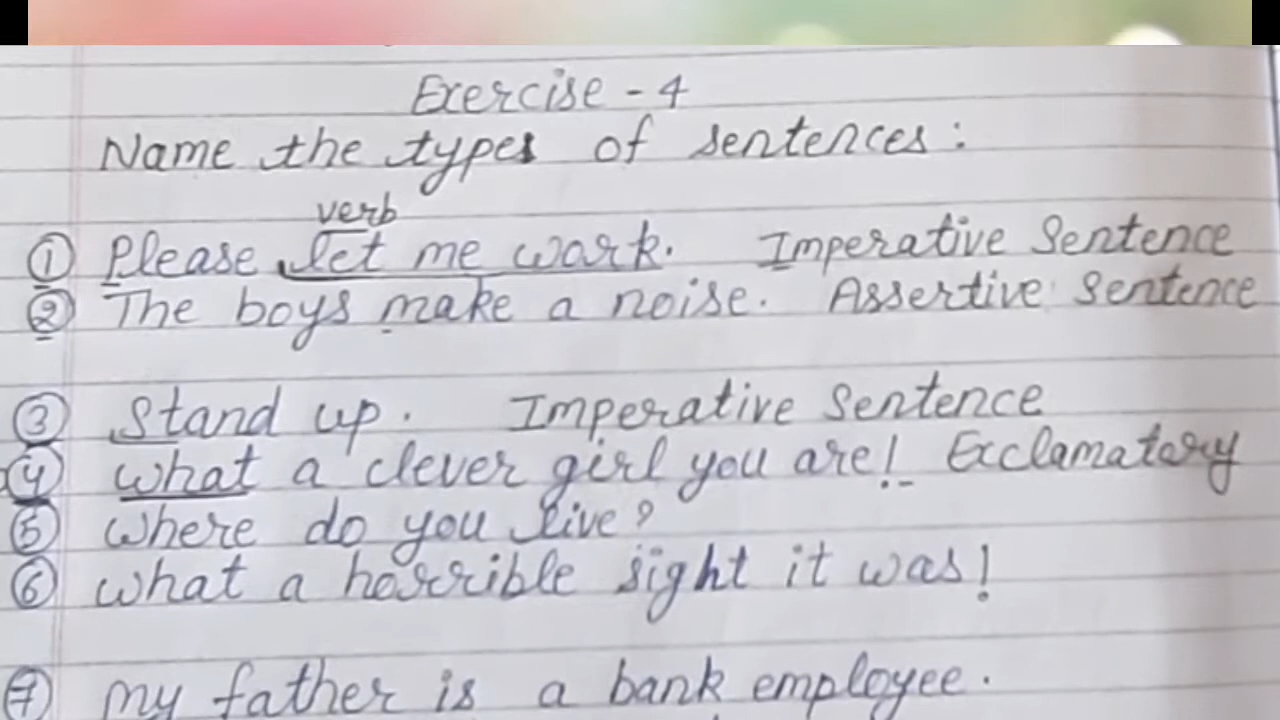 Exercise - 4
Name the types of sentences:
verb
① Please let me work. Imperative Sentence
② The boys make a noise. Assertive Sentence
③ Stand up. Imperative Sentence
④ What a clever girl you are! Exclamatory
⑤ Where do you live?
⑥ What a horrible sight it was!
⑦ My father is a bank employee.